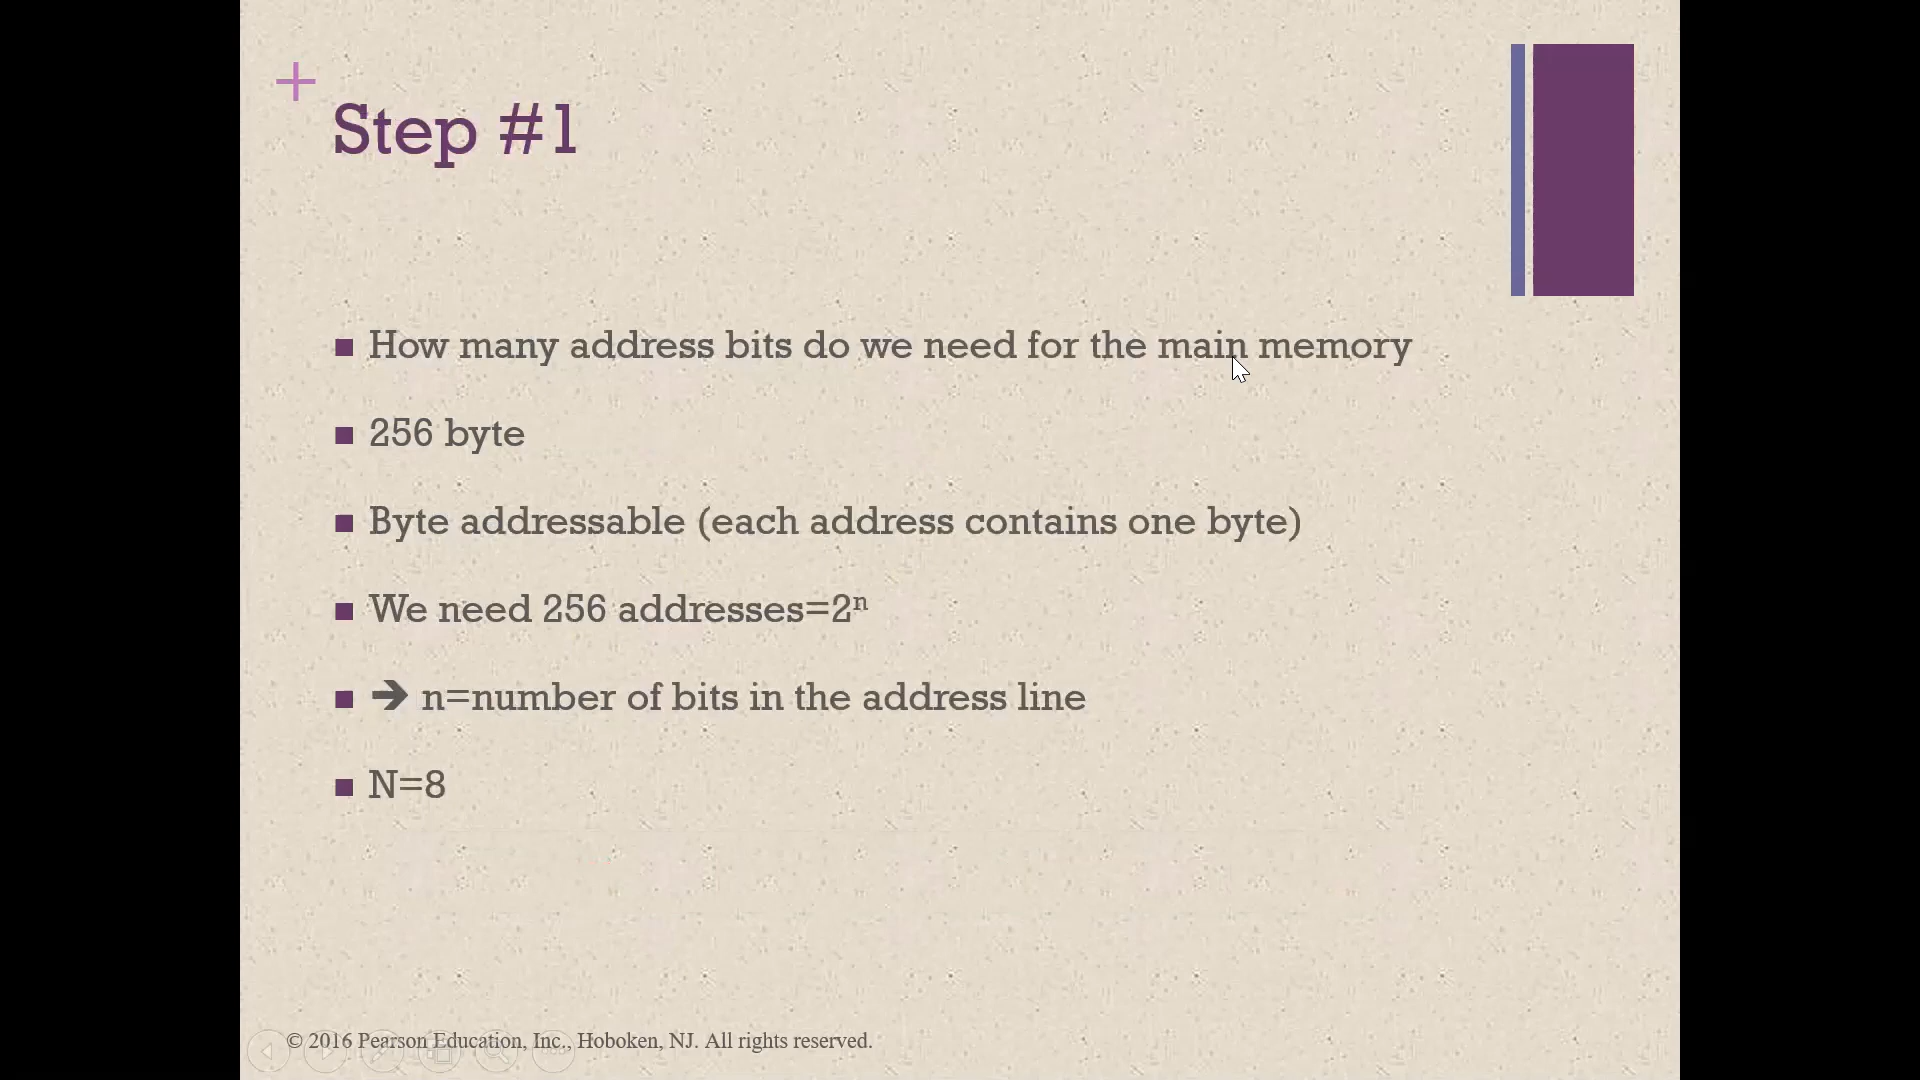 +
Step #1
■ How many address bits do we need for the main memory
■ 256 byte
■ Byte addressable (each address contains one byte)
■ We need 256 addresses=2ⁿ
■ ➔ n=number of bits in the address line
■ N=8
© 2016 Pearson Education, Inc., Hoboken, NJ. All rights reserved.